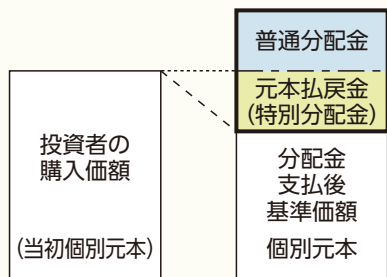 普通分配金
元本払戻金
(特別分配金)
投資者の
購入価額
(当初個別元本)
分配金
支払後
基準価額
個別元本